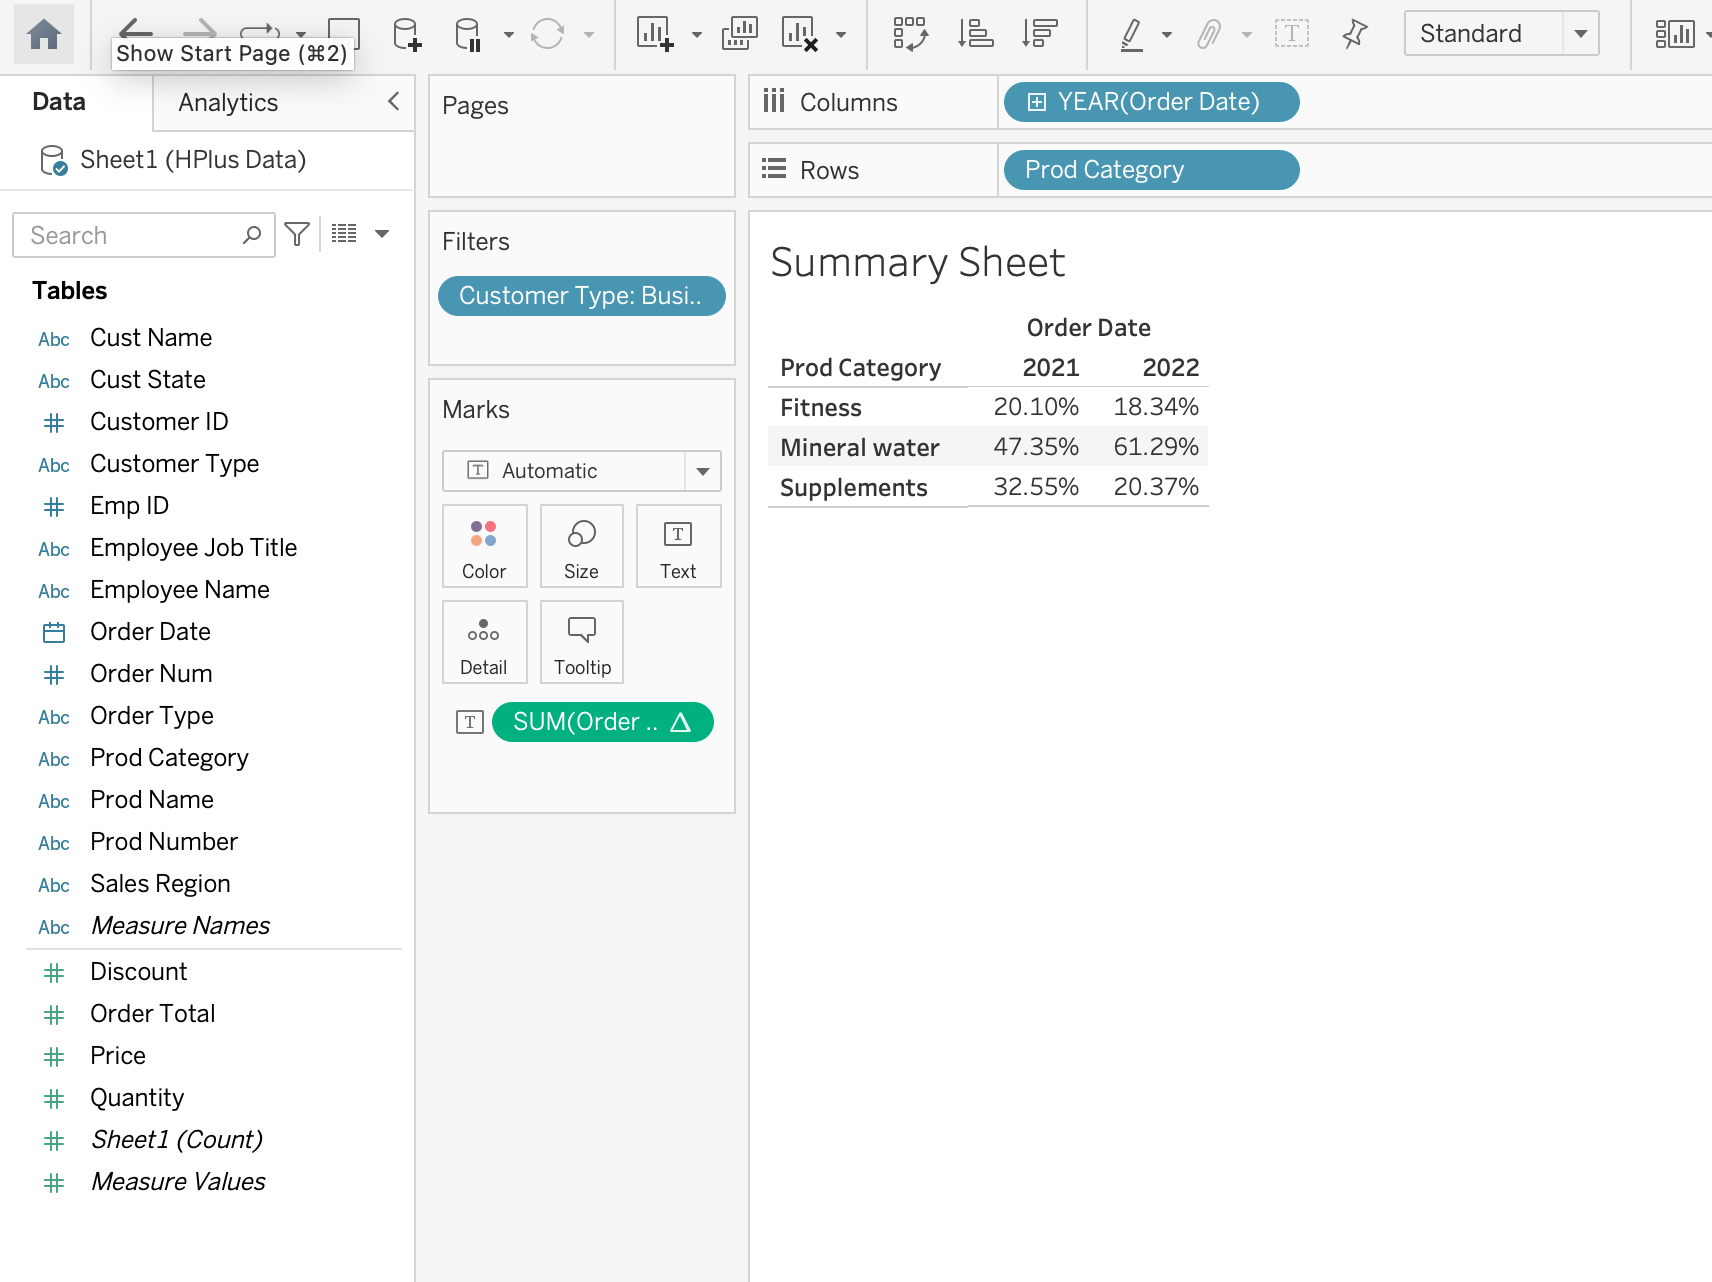 Show Start Page (⌘2)
Standard
Data
Analytics
Sheet1 (HPlus Data)
Search
Tables
Abc Cust Name
Abc Cust State
# Customer ID
Abc Customer Type
# Emp ID
Abc Employee Job Title
Abc Employee Name
Order Date
# Order Num
Abc Order Type
Abc Prod Category
Abc Prod Name
Abc Prod Number
Abc Sales Region
Abc Measure Names
# Discount
# Order Total
# Price
# Quantity
# Sheet1 (Count)
# Measure Values
Pages
Filters
Customer Type: Busi..
Marks
T Automatic
Color
Size
T Text
Detail
Tooltip
T SUM(Order .. Δ
Columns
YEAR(Order Date)
Rows
Prod Category
Summary Sheet
Order Date
Prod Category 2021 2022
Fitness 20.10% 18.34%
Mineral water 47.35% 61.29%
Supplements 32.55% 20.37%